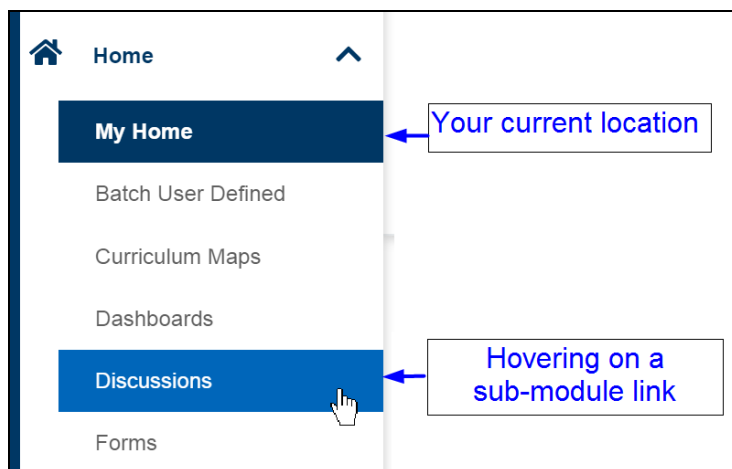 Home
My Home
Your current location
Batch User Defined
Curriculum Maps
Dashboards
Discussions
Hovering on a
sub-module link
Forms